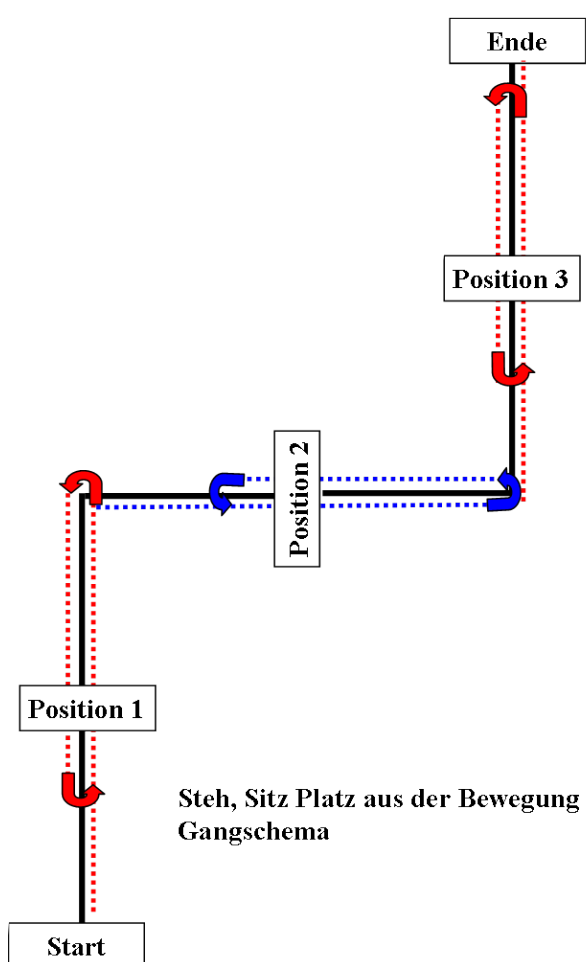 Ende
Position 3
Position 2
Position 1
Steh, Sitz Platz aus der Bewegung
Gangschema
Start